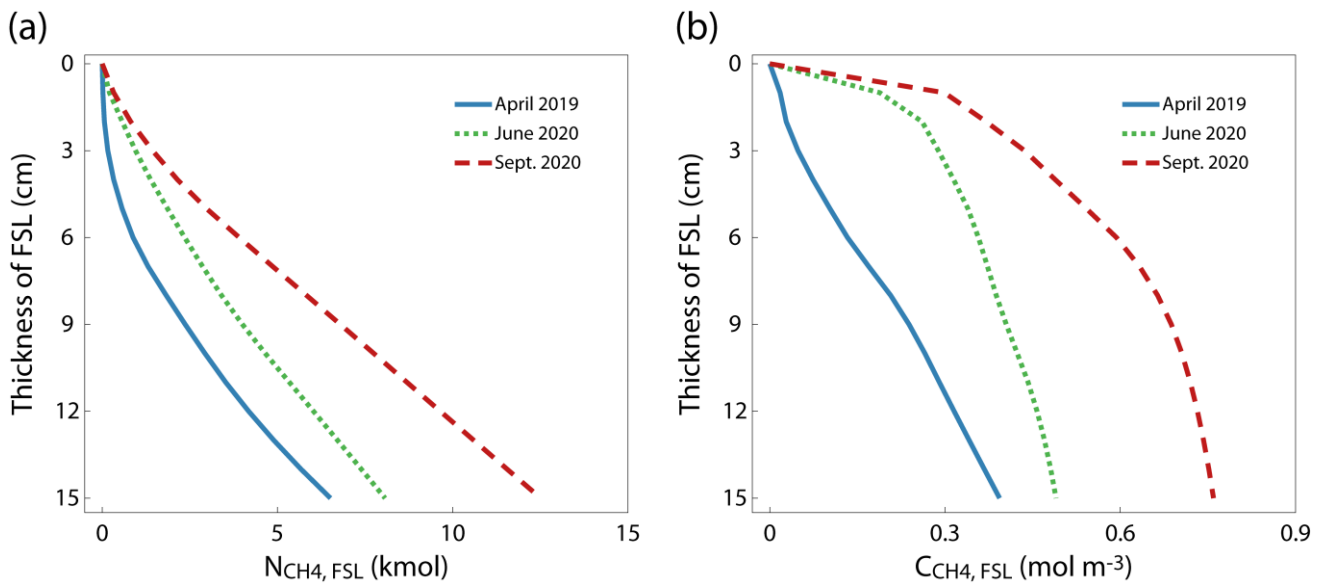 (a)
0
3
6
9
12
15
Thickness of FSL (cm)
April 2019
June 2020
Sept. 2020
0
5
10
15
N_CH4, FSL (kmol)
(b)
0
3
6
9
12
15
Thickness of FSL (cm)
April 2019
June 2020
Sept. 2020
0
0.3
0.6
0.9
C_CH4, FSL (mol m⁻³)